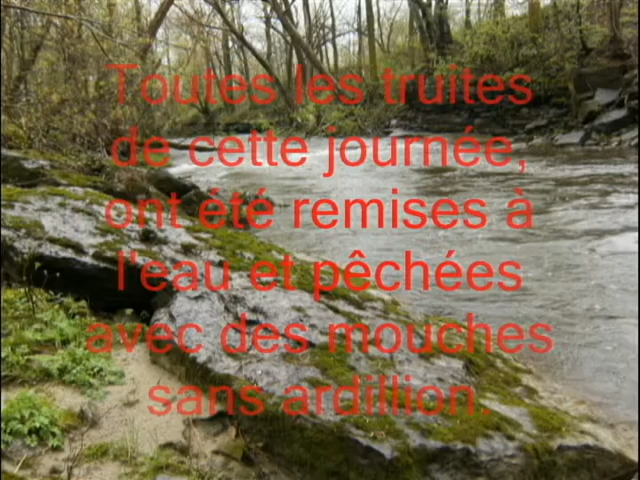 Toutes les truites
de cette journée,
ont été remises à
l'eau et pêchées
avec des mouches
sans ardillion.